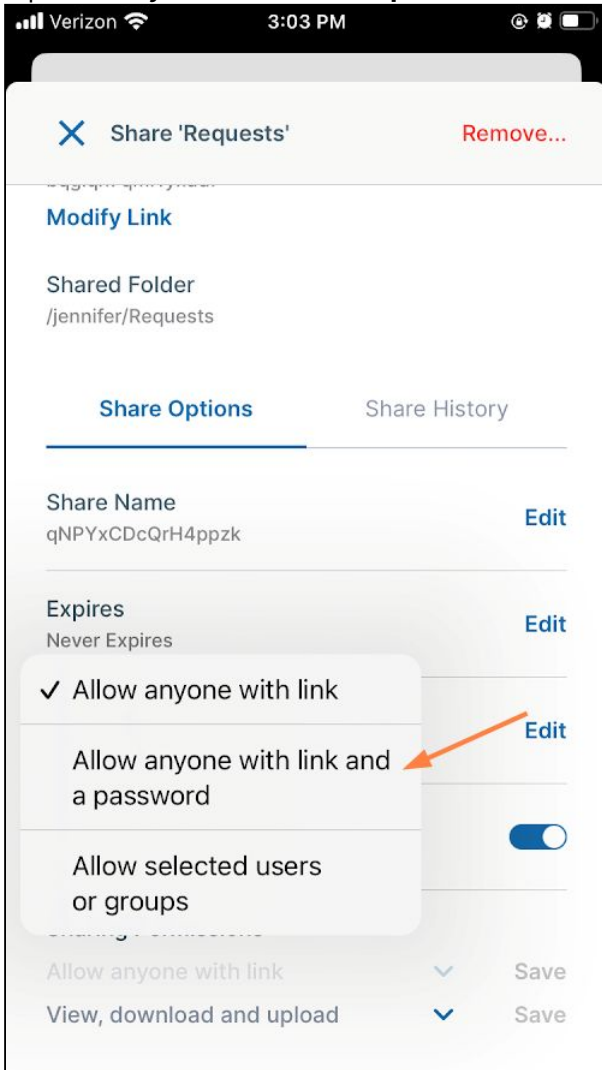 Verizon 3:03 PM
Share 'Requests' Remove...
Modify Link
Shared Folder
/jennifer/Requests
Share Options Share History
Share Name
Edit
qNPYxCDcQrH4ppzk
Expires
Edit
Never Expires
✓ Allow anyone with link
Edit
Allow anyone with link and
a password
Allow selected users
or groups
Sharing Permissions
Allow anyone with link Save
View, download and upload Save